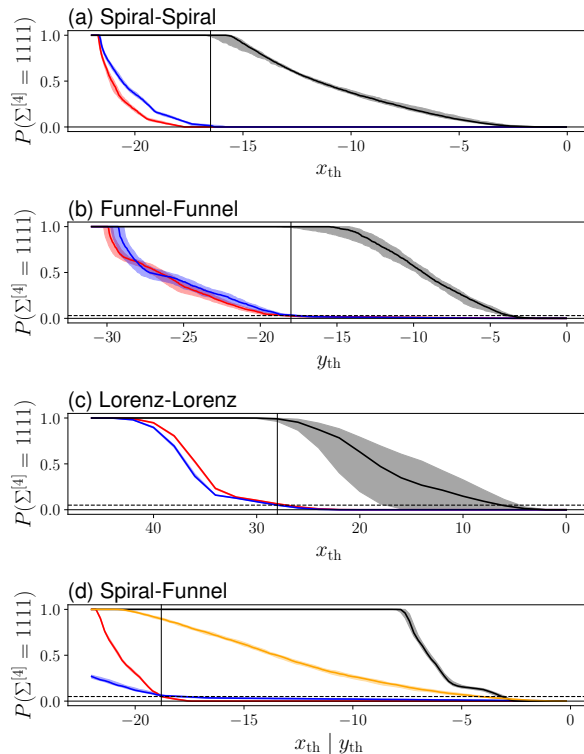 (a) Spiral-Spiral
P(Σ^[4] = 1111)
1.0
0.5
0.0
−20 −15 −10 −5 0
x_th
(b) Funnel-Funnel
P(Σ^[4] = 1111)
1.0
0.5
0.0
−30 −25 −20 −15 −10 −5 0
y_th
(c) Lorenz-Lorenz
P(Σ^[4] = 1111)
1.0
0.5
0.0
40 30 20 10 0
x_th
(d) Spiral-Funnel
P(Σ^[4] = 1111)
1.0
0.5
0.0
−20 −15 −10 −5 0
x_th | y_th